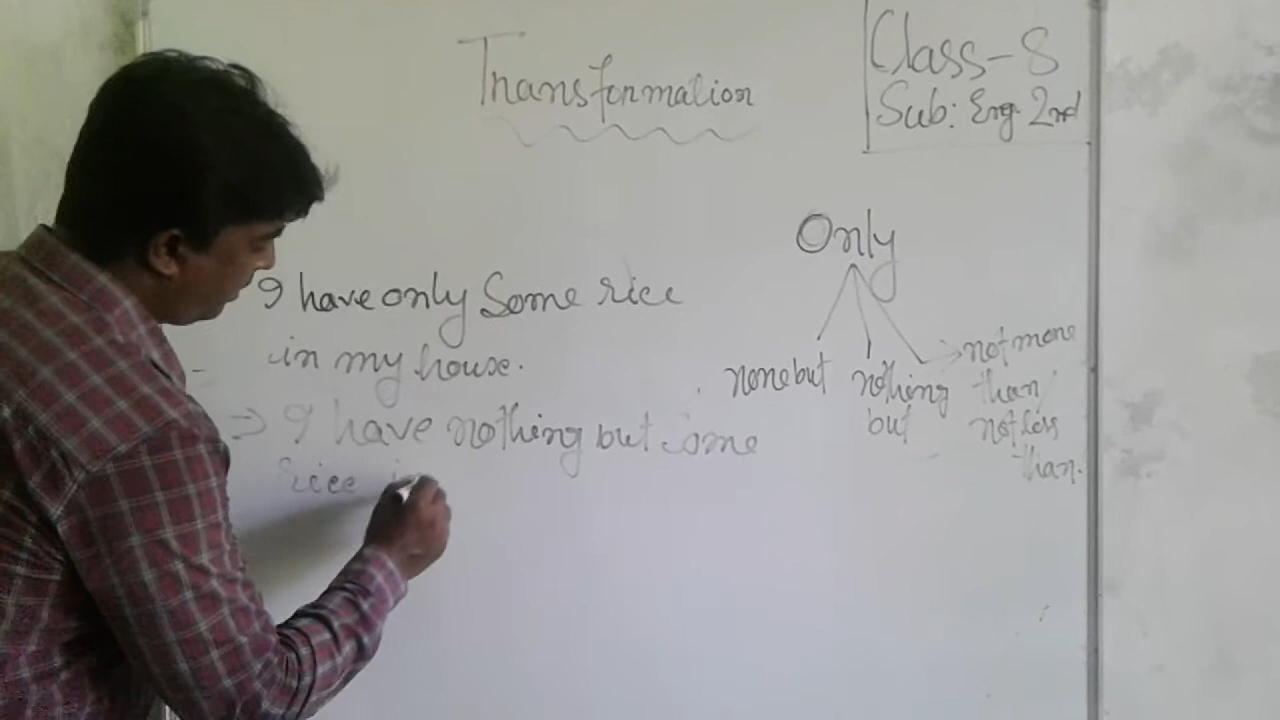 Transformation
Class-8
Sub: Eng. 2nd
I have only Some rice
in my house.
⇒ I have nothing but some
rice in
Only
none but
nothing
but
not more
than/
not less
than.